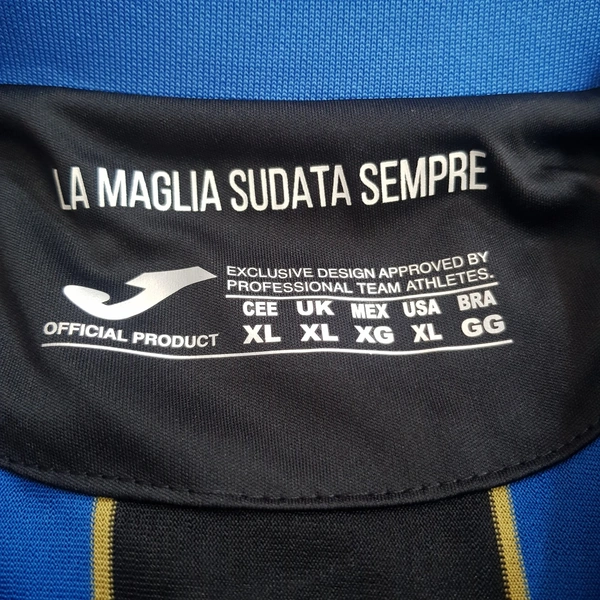 LA MAGLIA SUDATA SEMPRE
EXCLUSIVE DESIGN APPROVED BY
PROFESSIONAL TEAM ATHLETES.
OFFICIAL PRODUCT
CEE UK MEX USA BRA
XL XL XG XL GG